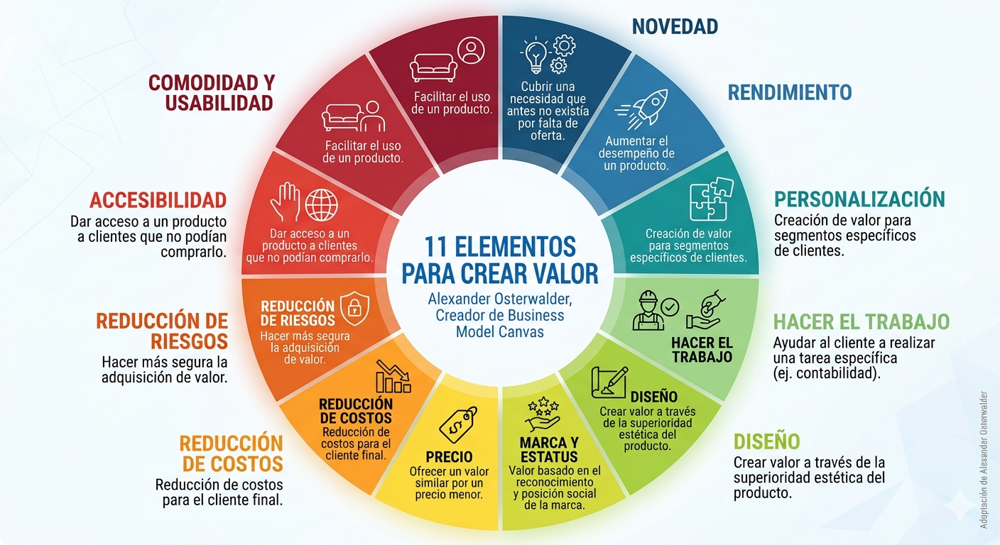 NOVEDAD
RENDIMIENTO
COMODIDAD Y
USABILIDAD
Facilitar el uso
de un producto.
Cubrir una
necesidad que
antes no existía
por falta de
oferta.
Aumentar el
desempeño de
un producto.
Facilitar el uso
de un producto.
ACCESIBILIDAD
Dar acceso a un producto
a clientes que no podían
comprarlo.
Dar acceso a un
producto a clientes
que no podían comprarlo.
Creación de valor
para segmentos
específicos de clientes.
PERSONALIZACIÓN
Creación de valor para
segmentos específicos
de clientes.
11 ELEMENTOS
PARA CREAR VALOR
Alexander Osterwalder,
Creador de Business
Model Canvas
REDUCCIÓN DE
RIESGOS
Hacer más segura la
adquisición de valor.
REDUCCIÓN
DE RIESGOS
Hacer más segura
la adquisición
de valor.
HACER EL
TRABAJO
HACER EL TRABAJO
Ayudar al cliente a realizar
una tarea específica
(ej. contabilidad).
REDUCCIÓN
DE COSTOS
Reducción de costos
para el cliente final.
REDUCCIÓN
DE COSTOS
Reducción de
costos para el
cliente final.
$
PRECIO
Ofrecer un valor
similar por un
precio menor.
MARCA Y
ESTATUS
Valor basado en el
reconocimiento
y posición social
de la marca.
DISEÑO
Crear valor a través
de la superioridad
estética del
producto.
DISEÑO
Crear valor a través de la
superioridad estética del
producto.
Adaptación de Alexander Osterwalder